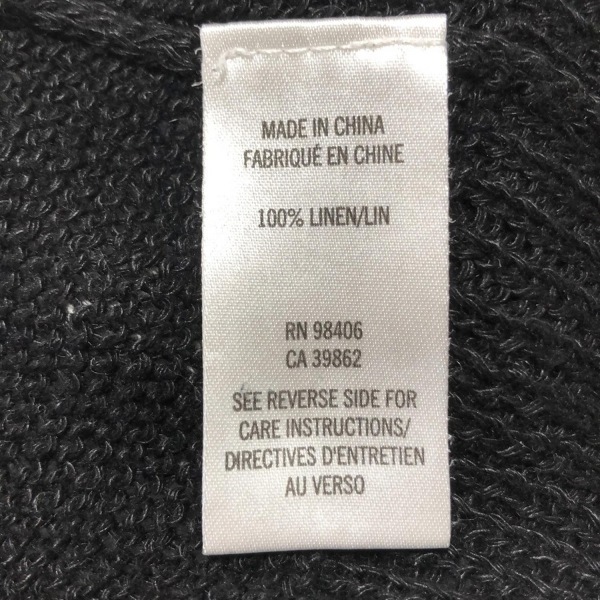 MADE IN CHINA
FABRIQUÉ EN CHINE
100% LINEN/LIN
RN 98406
CA 39862
SEE REVERSE SIDE FOR
CARE INSTRUCTIONS/
DIRECTIVES D'ENTRETIEN
AU VERSO